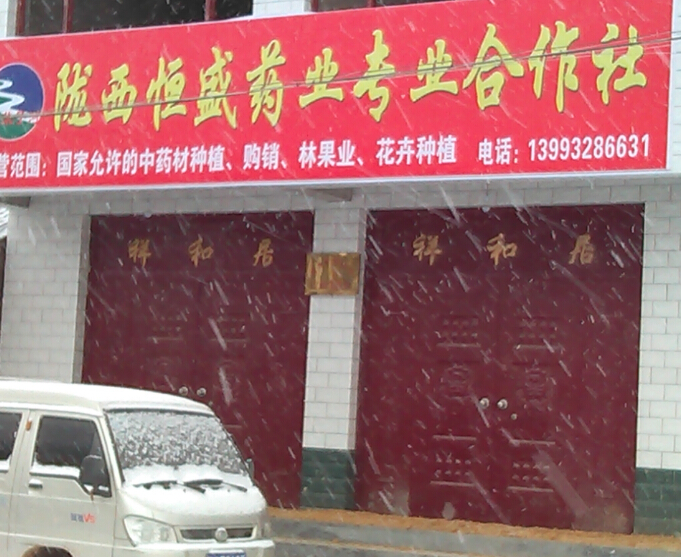 陇西恒盛药业专业合作社
营范围：国家允许的中药材种植、购销、林果业、花卉种植 电话：13993286631
祥和居
祥和居